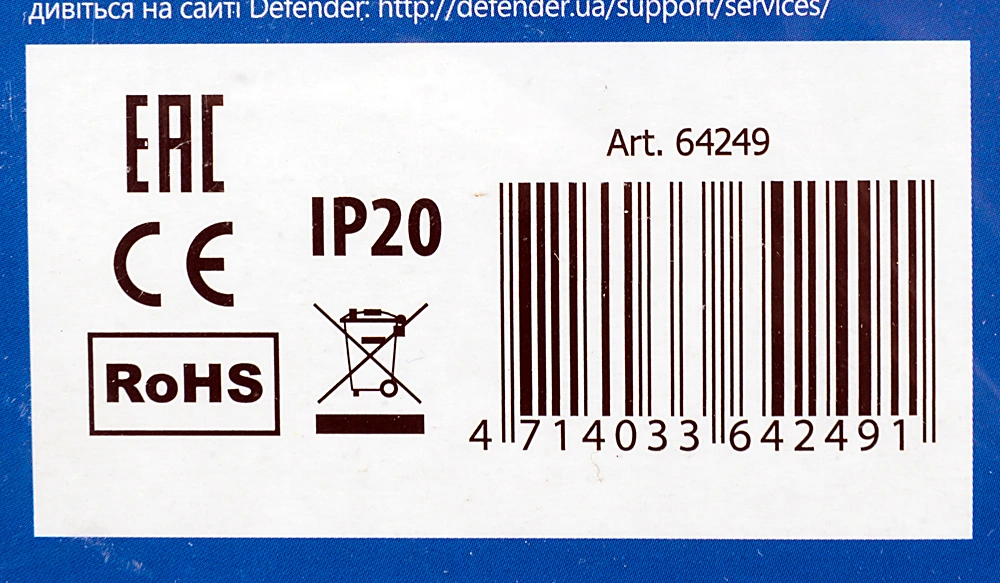 дивіться на сайті Defender: http://defender.ua/support/services/
EAC
Art. 64249
IP20
CE
RoHS
4 714033 642491